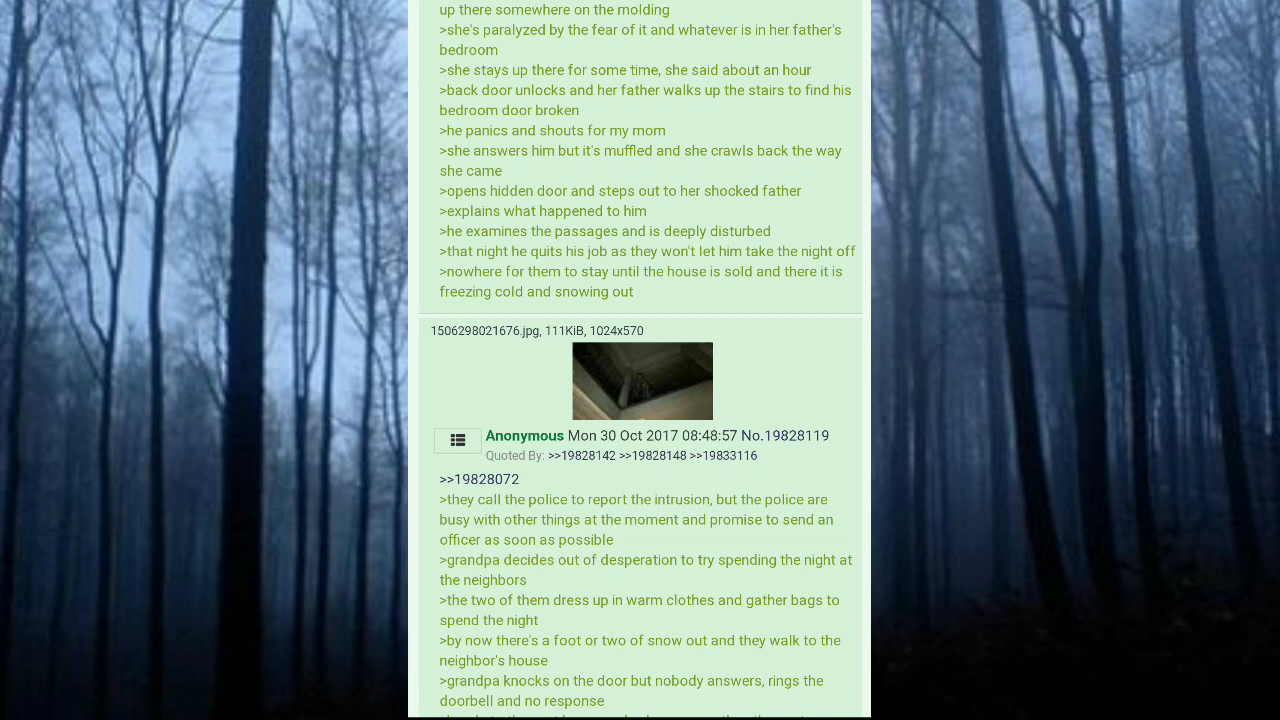 up there somewhere on the molding
>she's paralyzed by the fear of it and whatever is in her father's
bedroom
>she stays up there for some time, she said about an hour
>back door unlocks and her father walks up the stairs to find his
bedroom door broken
>he panics and shouts for my mom
>she answers him but it's muffled and she crawls back the way
she came
>opens hidden door and steps out to her shocked father
>explains what happened to him
>he examines the passages and is deeply disturbed
>that night he quits his job as they won't let him take the night off
>nowhere for them to stay until the house is sold and there it is
freezing cold and snowing out
1506298021676.jpg, 111KiB, 1024x570
Anonymous Mon 30 Oct 2017 08:48:57 No.19828119
Quoted By: >>19828142 >>19828148 >>19833116
>>19828072
>they call the police to report the intrusion, but the police are
busy with other things at the moment and promise to send an
officer as soon as possible
>grandpa decides out of desperation to try spending the night at
the neighbors
>the two of them dress up in warm clothes and gather bags to
spend the night
>by now there's a foot or two of snow out and they walk to the
neighbor's house
>grandpa knocks on the door but nobody answers, rings the
doorbell and no response